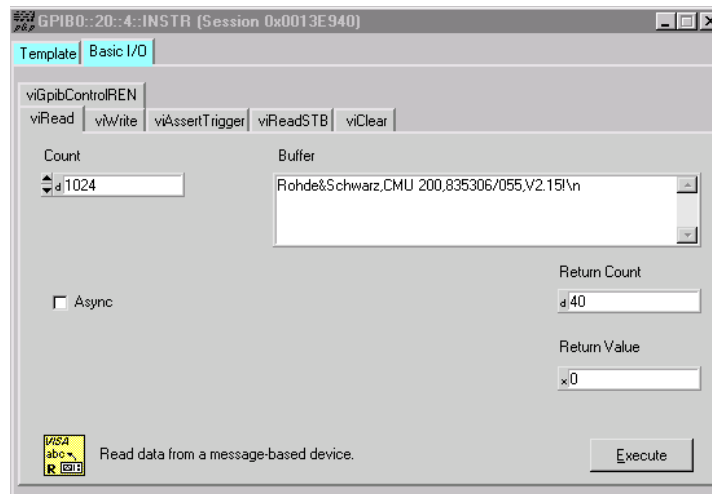 GPIB0::20::4::INSTR (Session 0x0013E940)
Template Basic I/O
viGpibControlREN
viRead viWrite viAssertTrigger viReadSTB viClear
Count Buffer
d 1024 Rohde&Schwarz,CMU 200,835306/055,V2.15!\n
Return Count
Async d 40
Return Value
x 0
VISA
abc
R
Read data from a message-based device. Execute